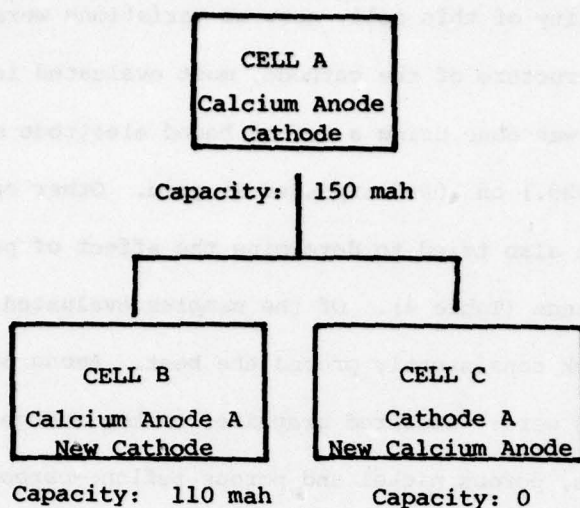 CELL A
Calcium Anode
Cathode
Capacity: 150 mah
CELL B
Calcium Anode A
New Cathode
Capacity: 110 mah
CELL C
Cathode A
New Calcium Anode
Capacity: 0